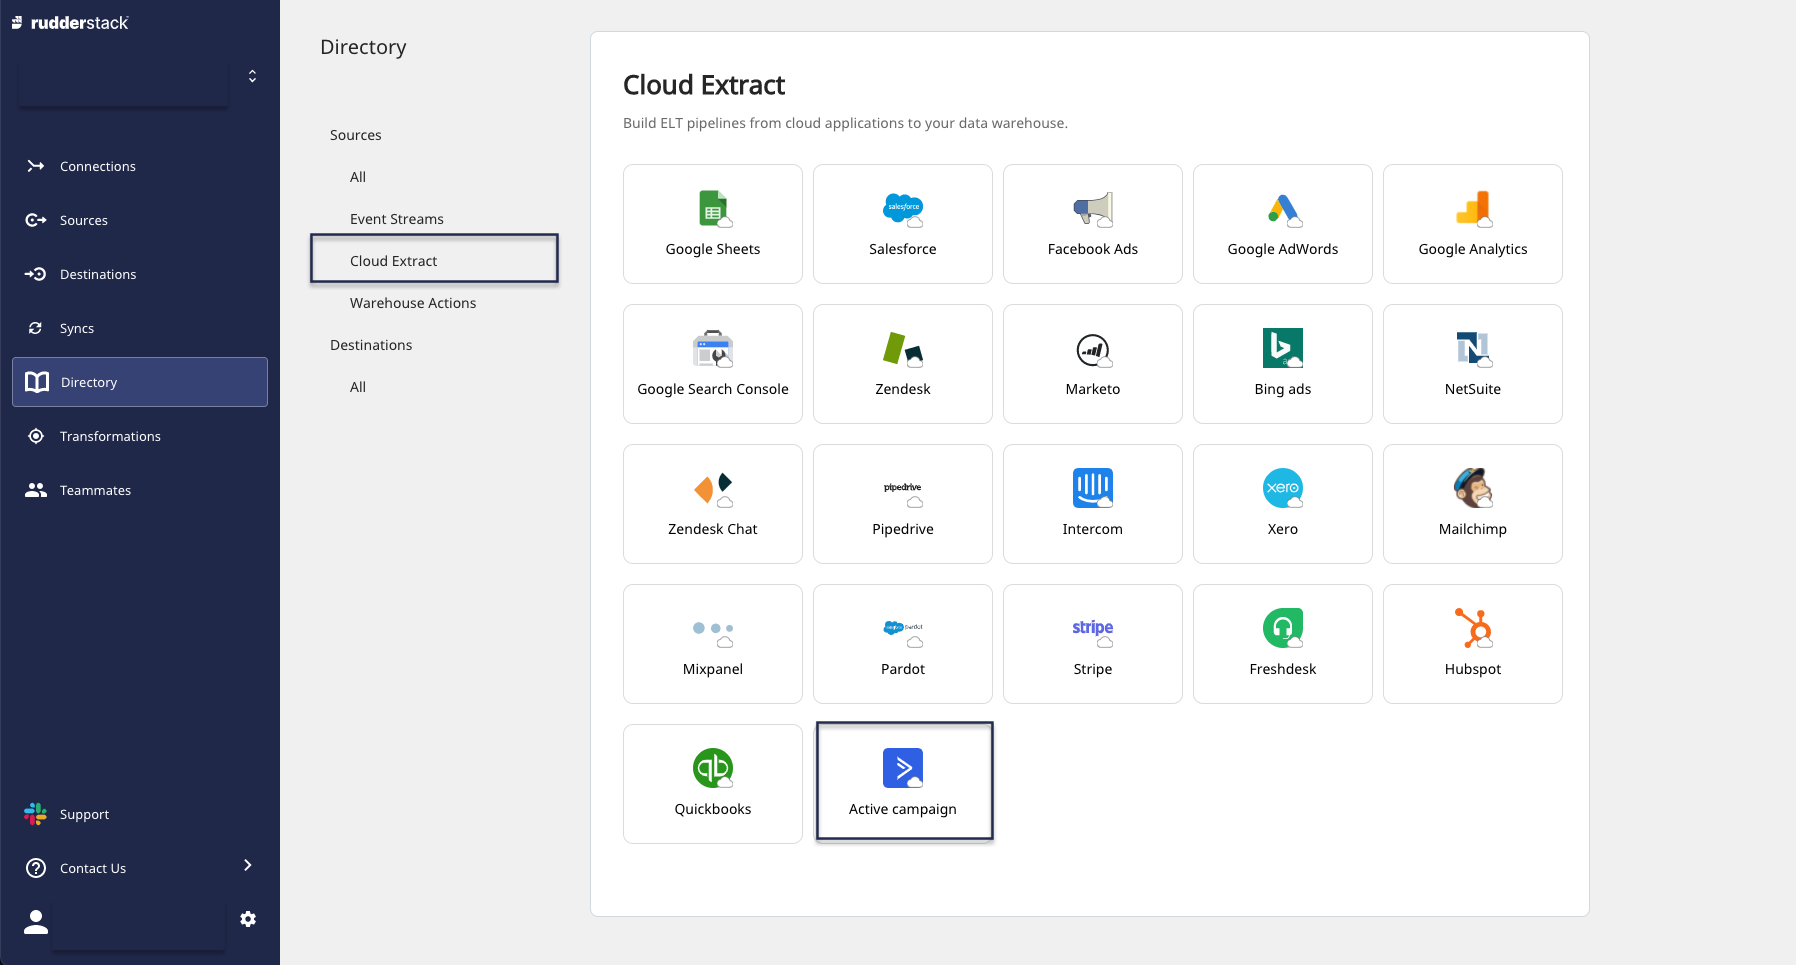 rudderstack
Connections
Sources
Destinations
Syncs
Directory
Transformations
Teammates
Support
Contact Us
Directory
Sources
All
Event Streams
Cloud Extract
Warehouse Actions
Destinations
All
Cloud Extract
Build ELT pipelines from cloud applications to your data warehouse.
salesforce
Google Sheets
Salesforce
Facebook Ads
Google AdWords
Google Analytics
Google Search Console
Zendesk
Marketo
Bing ads
NetSuite
pipedrive
xero
Zendesk Chat
Pipedrive
Intercom
Xero
Mailchimp
pardot
stripe
Mixpanel
Pardot
Stripe
Freshdesk
Hubspot
qb
Quickbooks
Active campaign